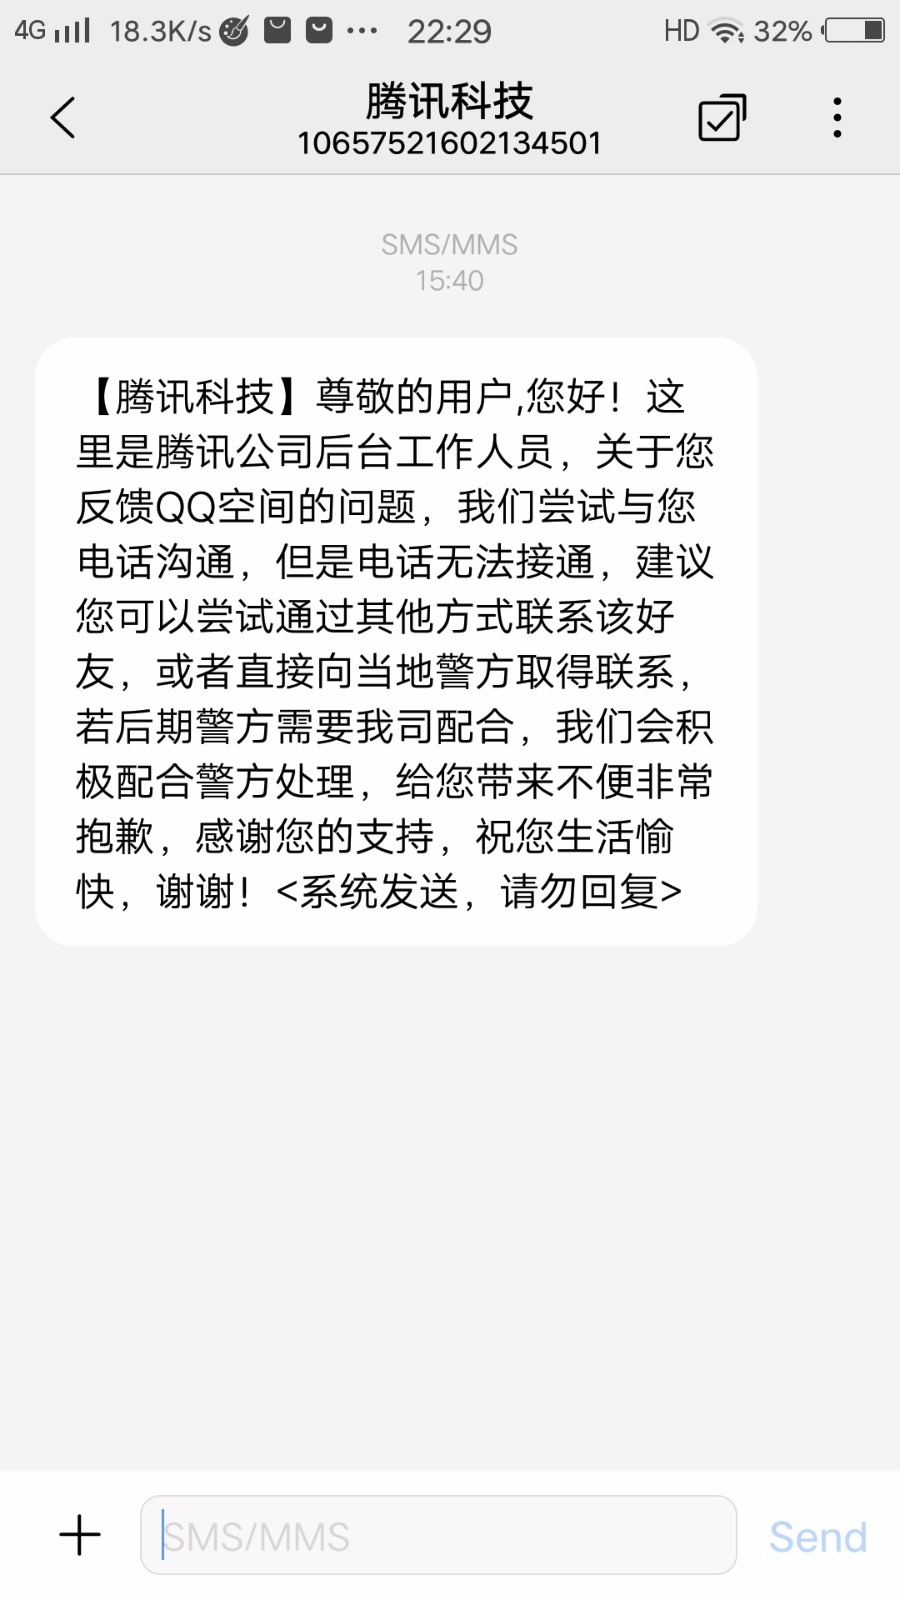 4G 18.3K/s 22:29 HD 32%
腾讯科技
10657521602134501
SMS/MMS
15:40
【腾讯科技】尊敬的用户,您好！这
里是腾讯公司后台工作人员，关于您
反馈QQ空间的问题，我们尝试与您
电话沟通，但是电话无法接通，建议
您可以尝试通过其他方式联系该好
友，或者直接向当地警方取得联系，
若后期警方需要我司配合，我们会积
极配合警方处理，给您带来不便非常
抱歉，感谢您的支持，祝您生活愉
快，谢谢！<系统发送，请勿回复>
SMS/MMS
Send